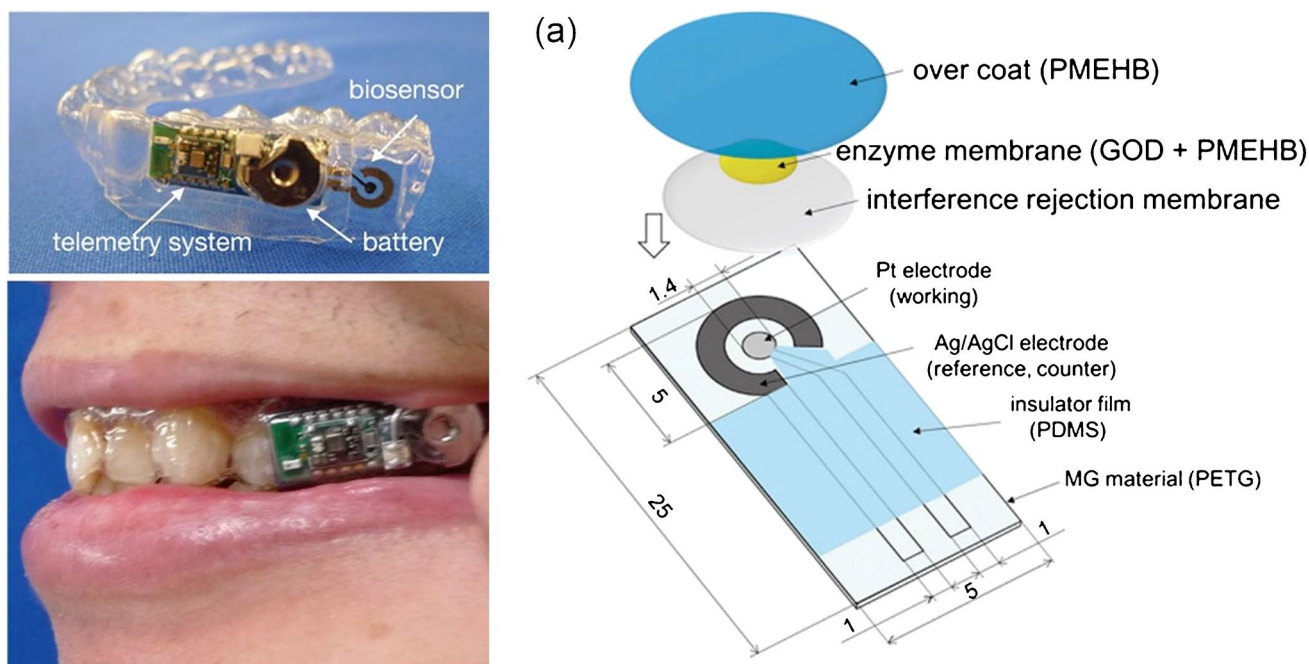 biosensor
telemetry system
battery
(a)
over coat (PMEHB)
enzyme membrane (GOD + PMEHB)
interference rejection membrane
1.4
Pt electrode
(working)
Ag/AgCl electrode
(reference, counter)
5
insulator film
(PDMS)
MG material (PETG)
25
1
5
1